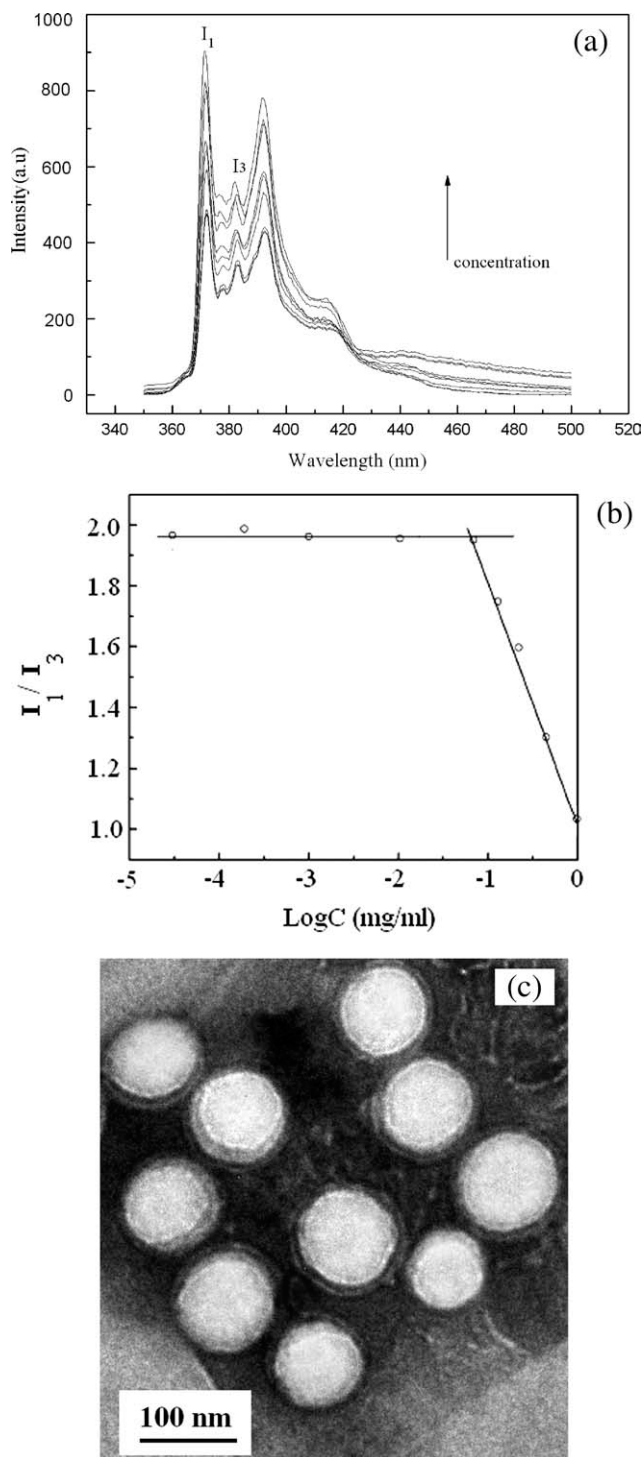 (a)
I1
I3
concentration
Intensity(a.u)
1000
800
600
400
200
0
340 360 380 400 420 440 460 480 500 520
Wavelength (nm)
(b)
I1 / I3
2.0
1.8
1.6
1.4
1.2
1.0
-5 -4 -3 -2 -1 0
LogC (mg/ml)
(c)
100 nm